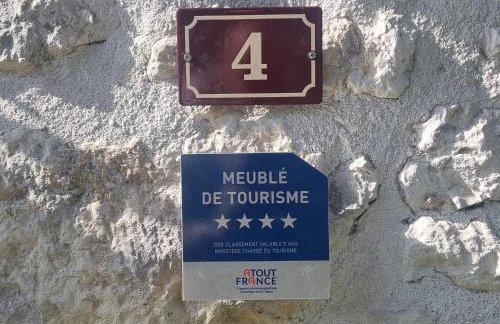 4
MEUBLÉ
DE TOURISME
CLASSEMENT VALABLE 5 ANS
MINISTÈRE CHARGÉ DU TOURISME
ATOUT
FRANCE